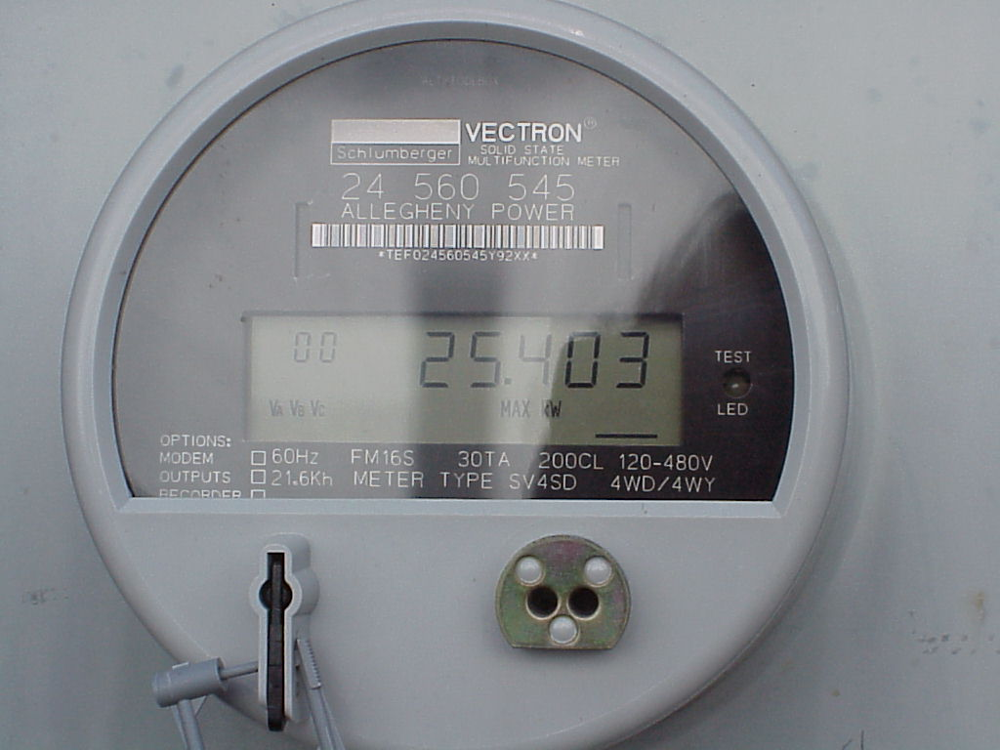 VECTRON®
Schlumberger
SOLID STATE
MULTIFUNCTION METER
24 560 545
ALLEGHENY POWER
*TEF024560545Y92XX*
00 25.403
VA VB VC MAX KW
TEST
LED
OPTIONS:
MODEM 60Hz FM16S 30TA 200CL 120-480V
OUTPUTS 21.6Kh METER TYPE SV4SD 4WD/4WY
RECORDER